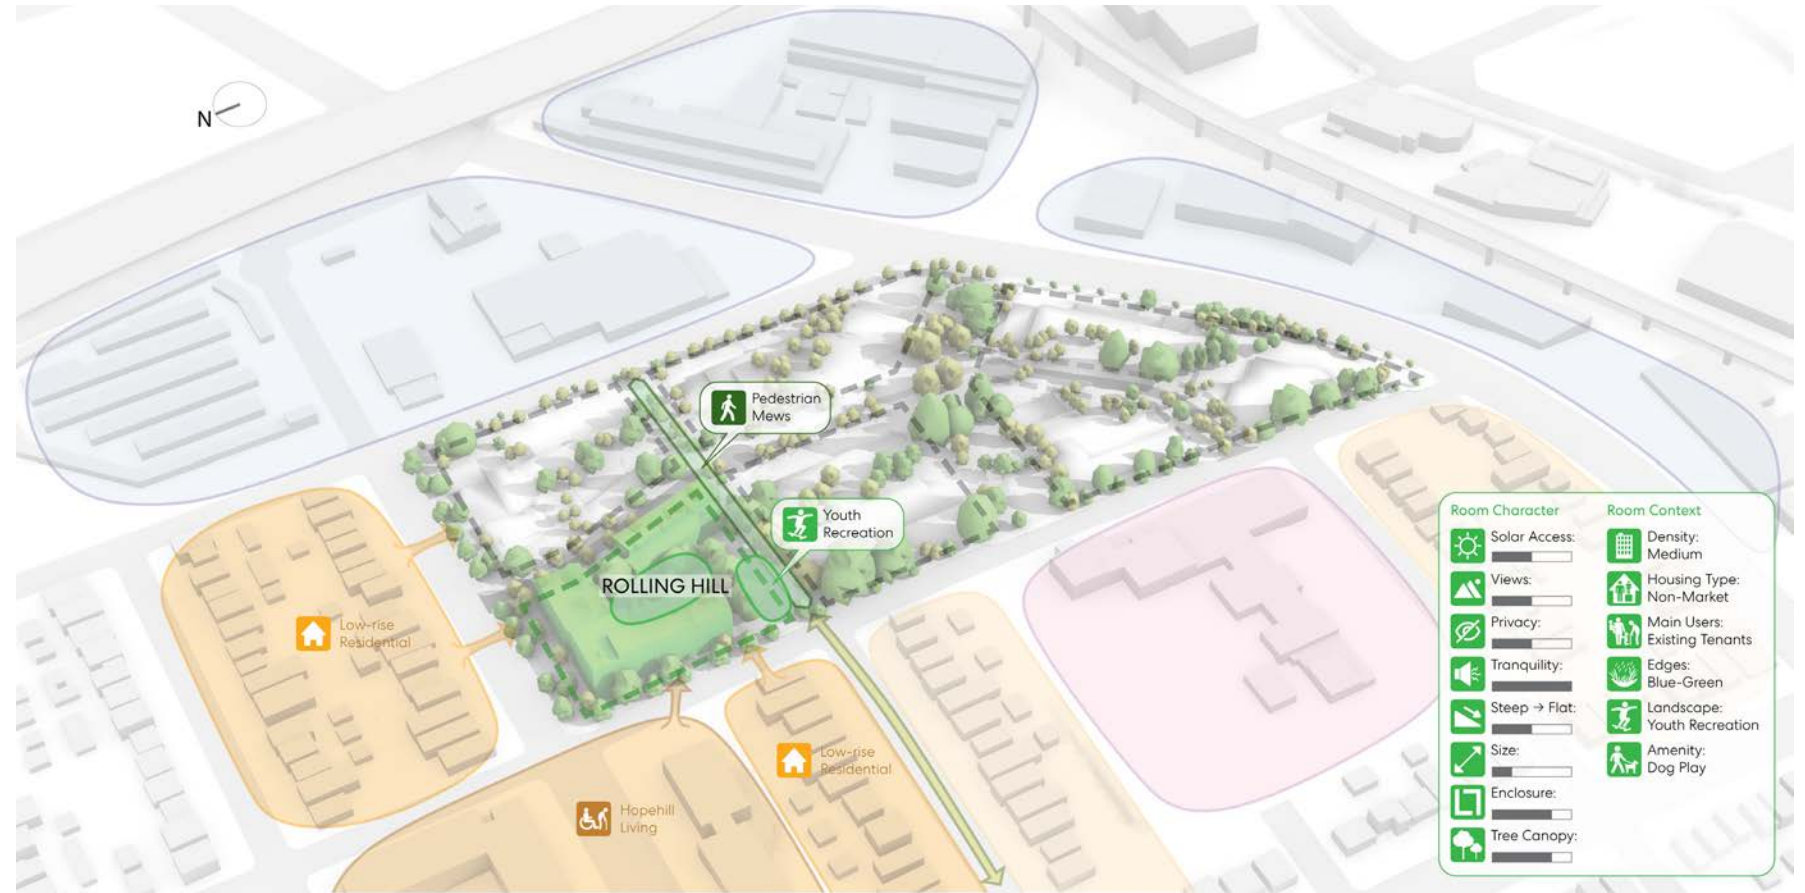 N
Pedestrian
Mews
Youth
Recreation
ROLLING HILL
Low-rise
Residential
Low-rise
Residential
Hopehill
Living
Room Character
Solar Access:
Views:
Privacy:
Tranquility:
Steep → Flat:
Size:
Enclosure:
Tree Canopy:
Room Context
Density:
Medium
Housing Type:
Non-Market
Main Users:
Existing Tenants
Edges:
Blue-Green
Landscape:
Youth Recreation
Amenity:
Dog Play